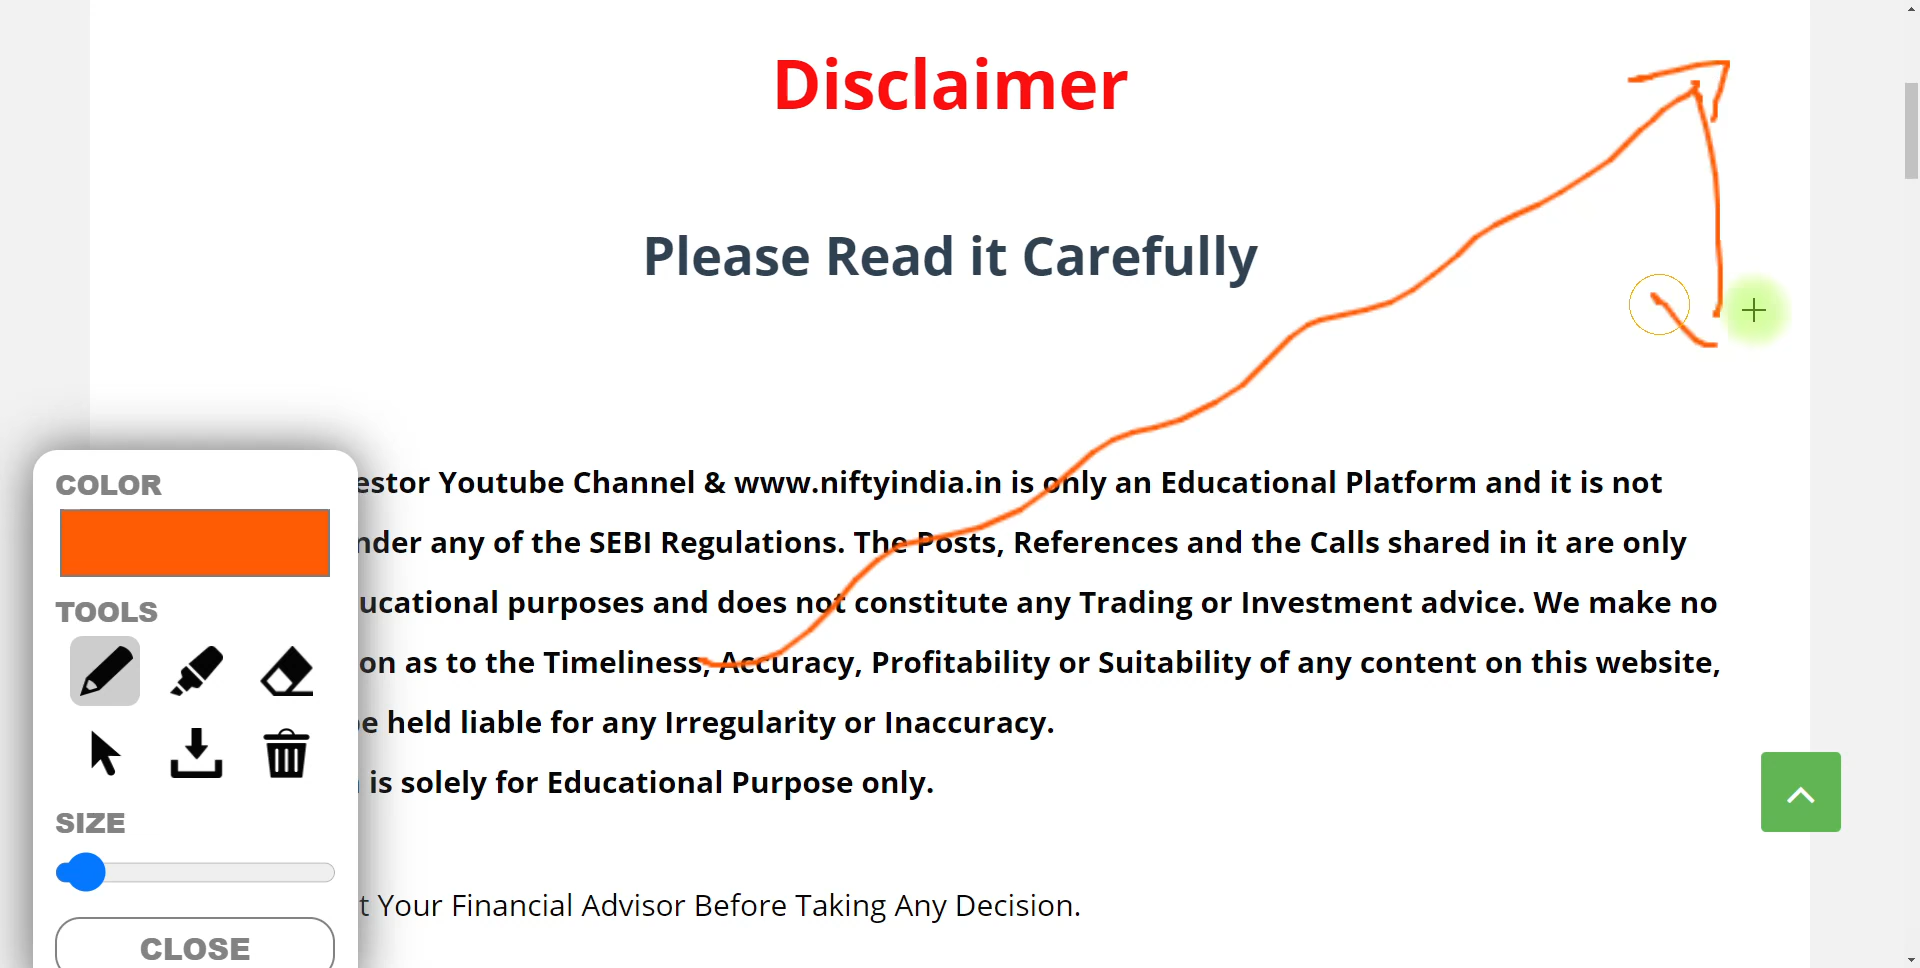 Disclaimer
Please Read it Carefully
estor Youtube Channel & www.niftyindia.in is only an Educational Platform and it is not
nder any of the SEBI Regulations. The Posts, References and the Calls shared in it are only
ucational purposes and does not constitute any Trading or Investment advice. We make no
on as to the Timeliness, Accuracy, Profitability or Suitability of any content on this website,
be held liable for any Irregularity or Inaccuracy.
is solely for Educational Purpose only.
t Your Financial Advisor Before Taking Any Decision.
COLOR
TOOLS
SIZE
CLOSE